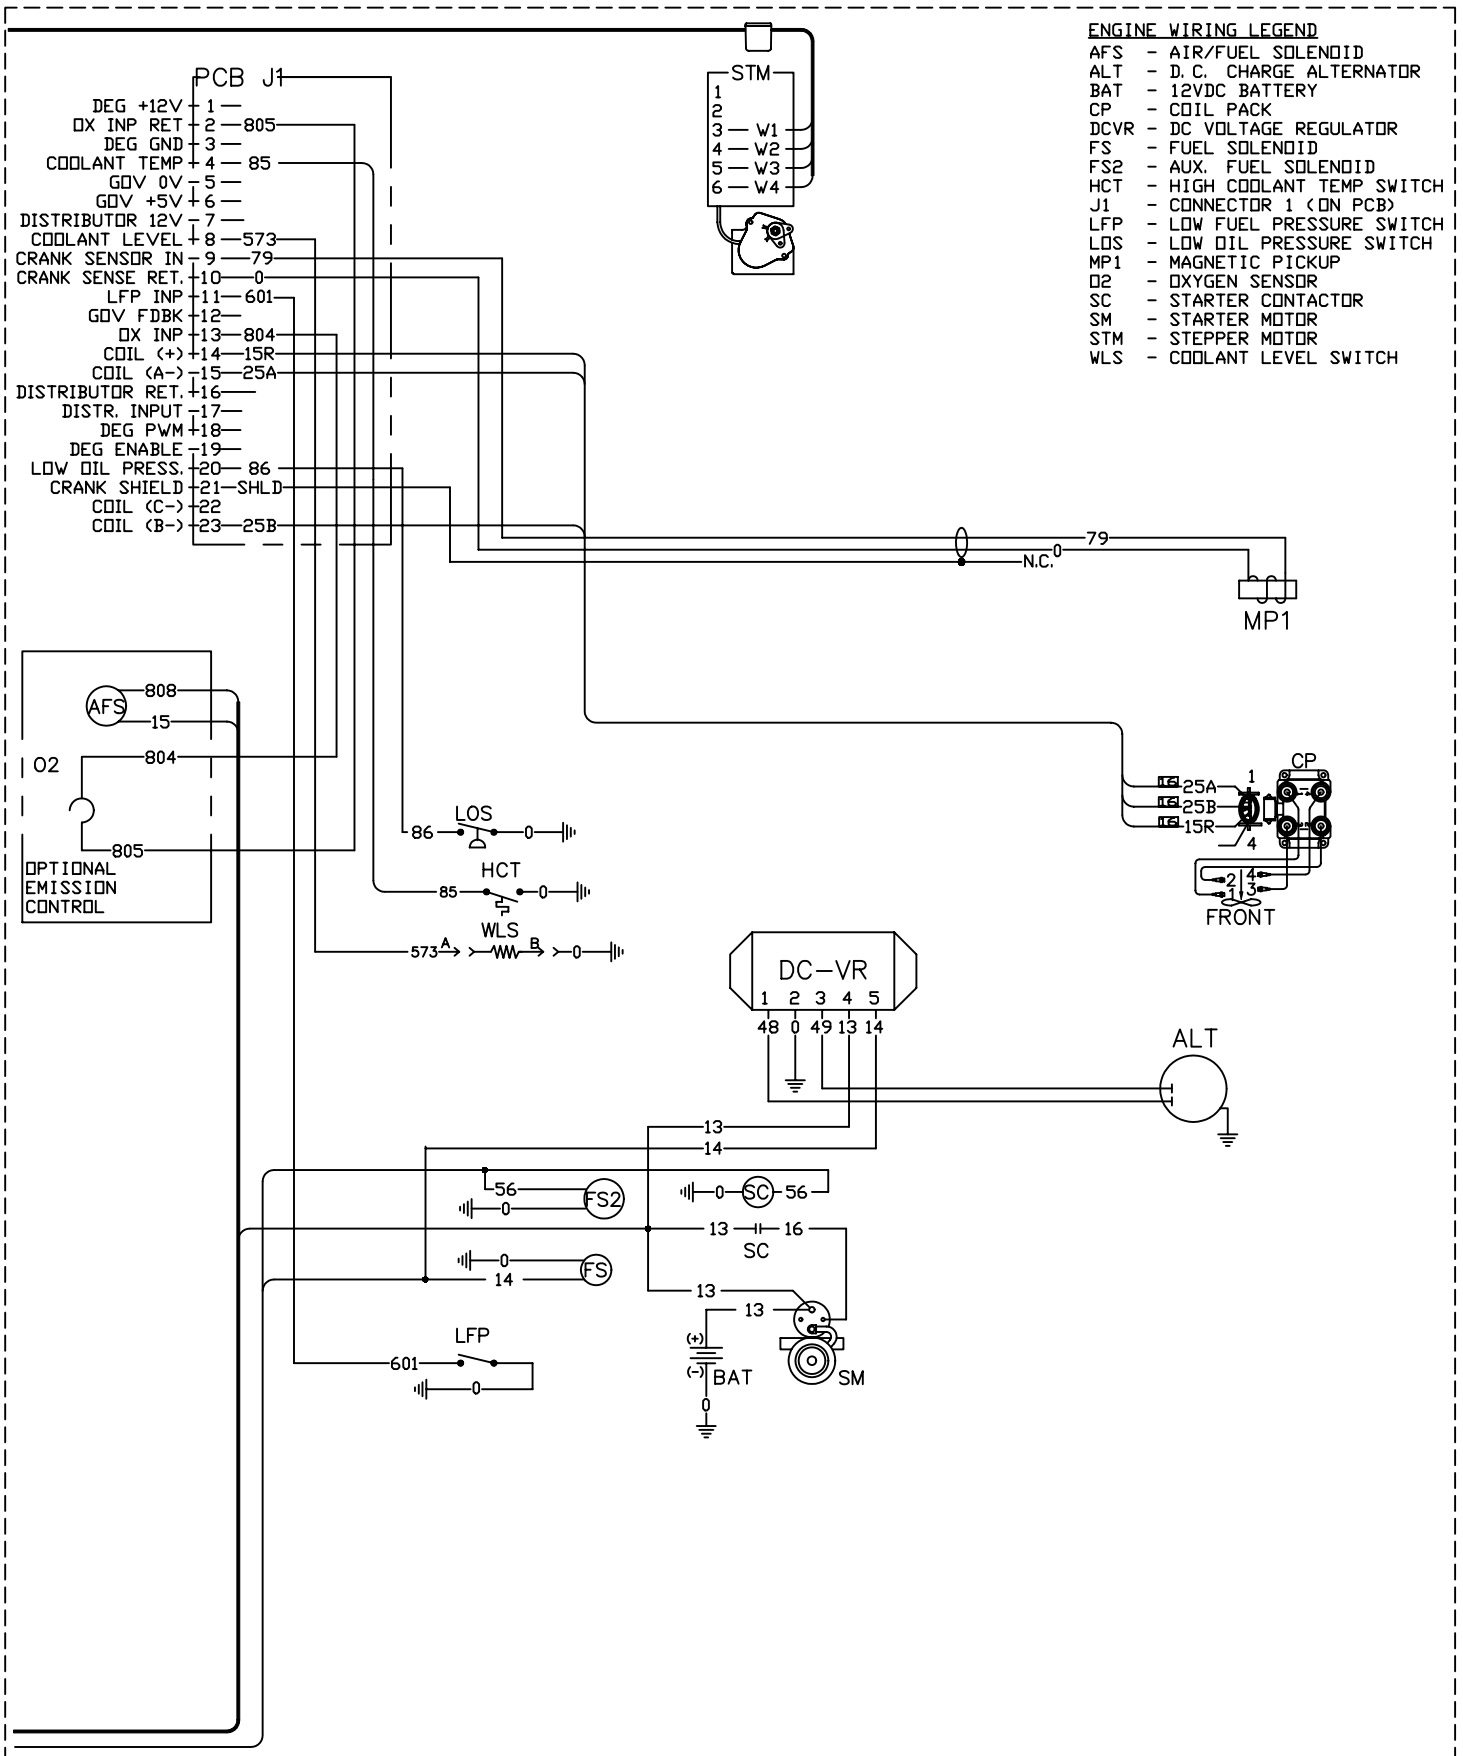 ENGINE WIRING LEGEND
AFS - AIR/FUEL SOLENOID
ALT - D.C. CHARGE ALTERNATOR
BAT - 12VDC BATTERY
CP - COIL PACK
DCVR - DC VOLTAGE REGULATOR
FS - FUEL SOLENOID
FS2 - AUX. FUEL SOLENOID
HCT - HIGH COOLANT TEMP SWITCH
J1 - CONNECTOR 1 (ON PCB)
LFP - LOW FUEL PRESSURE SWITCH
LOS - LOW OIL PRESSURE SWITCH
MP1 - MAGNETIC PICKUP
O2 - OXYGEN SENSOR
SC - STARTER CONTACTOR
SM - STARTER MOTOR
STM - STEPPER MOTOR
WLS - COOLANT LEVEL SWITCH
PCB J1
DEG +12V 1
OX INP RET 2 805
DEG GND 3
COOLANT TEMP 4 85
GOV 0V 5
GOV +5V 6
DISTRIBUTOR 12V 7
COOLANT LEVEL 8 573
CRANK SENSOR IN 9 79
CRANK SENSE RET. 10 0
LFP INP 11 601
GOV FDBK 12
OX INP 13 804
COIL (+) 14 15R
COIL (A-) 15 25A
DISTRIBUTOR RET. 16
DISTR. INPUT 17
DEG PWM 18
DEG ENABLE 19
LOW OIL PRESS. 20 86
CRANK SHIELD 21 SHLD
COIL (C-) 22
COIL (B-) 23 25B
STM
1
2
3 W1
4 W2
5 W3
6 W4
79
0
N.C.
MP1
AFS
808
15
O2
804
805
OPTIONAL
EMISSION
CONTROL
CP
16 25A 1
16 25B
16 15R
4
2 4
1 3
FRONT
LOS
86 0
HCT
85 0
WLS
573 A B 0
DC-VR
1 2 3 4 5
48 0 49 13 14
ALT
13
14
56 FS2
0
0 SC 56
13 16
SC
0 FS
14
13
13
(+)
(-) BAT
SM
0
LFP
601
0